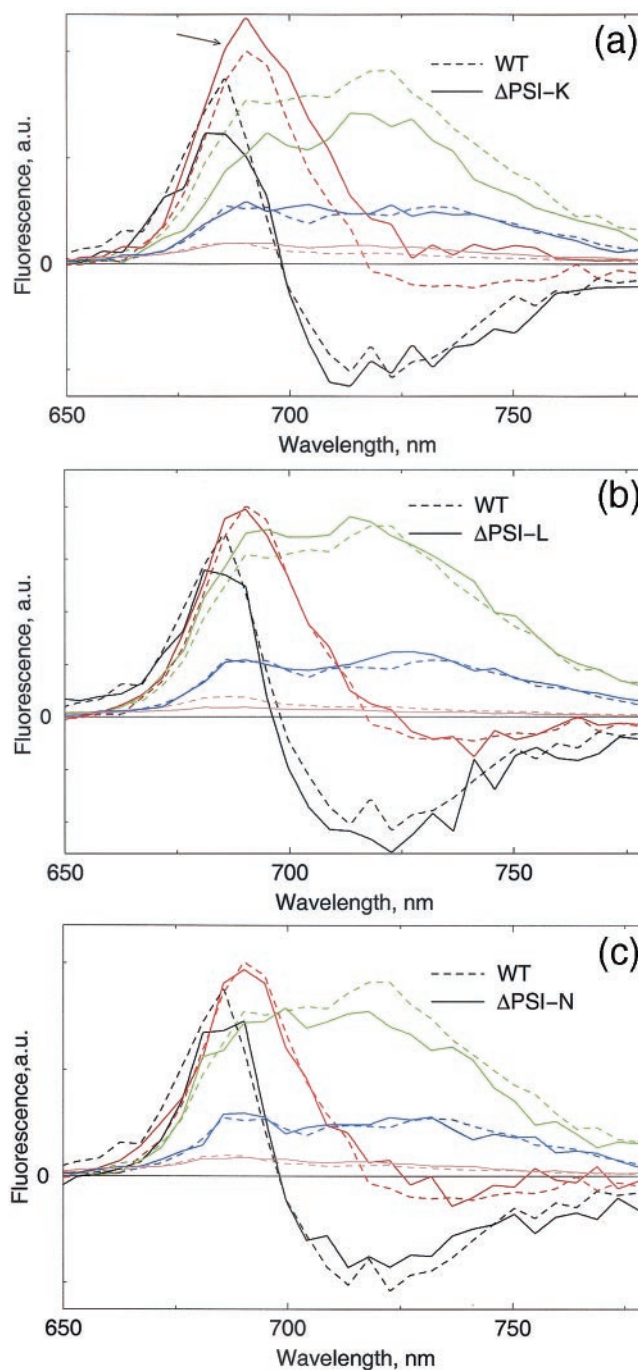 (a)
WT
ΔPSI-K
Fluorescence, a.u.
0
650 700 750
Wavelength, nm
(b)
WT
ΔPSI-L
Fluorescence, a.u.
0
650 700 750
Wavelength, nm
(c)
WT
ΔPSI-N
Fluorescence,a.u.
0
650 700 750
Wavelength, nm